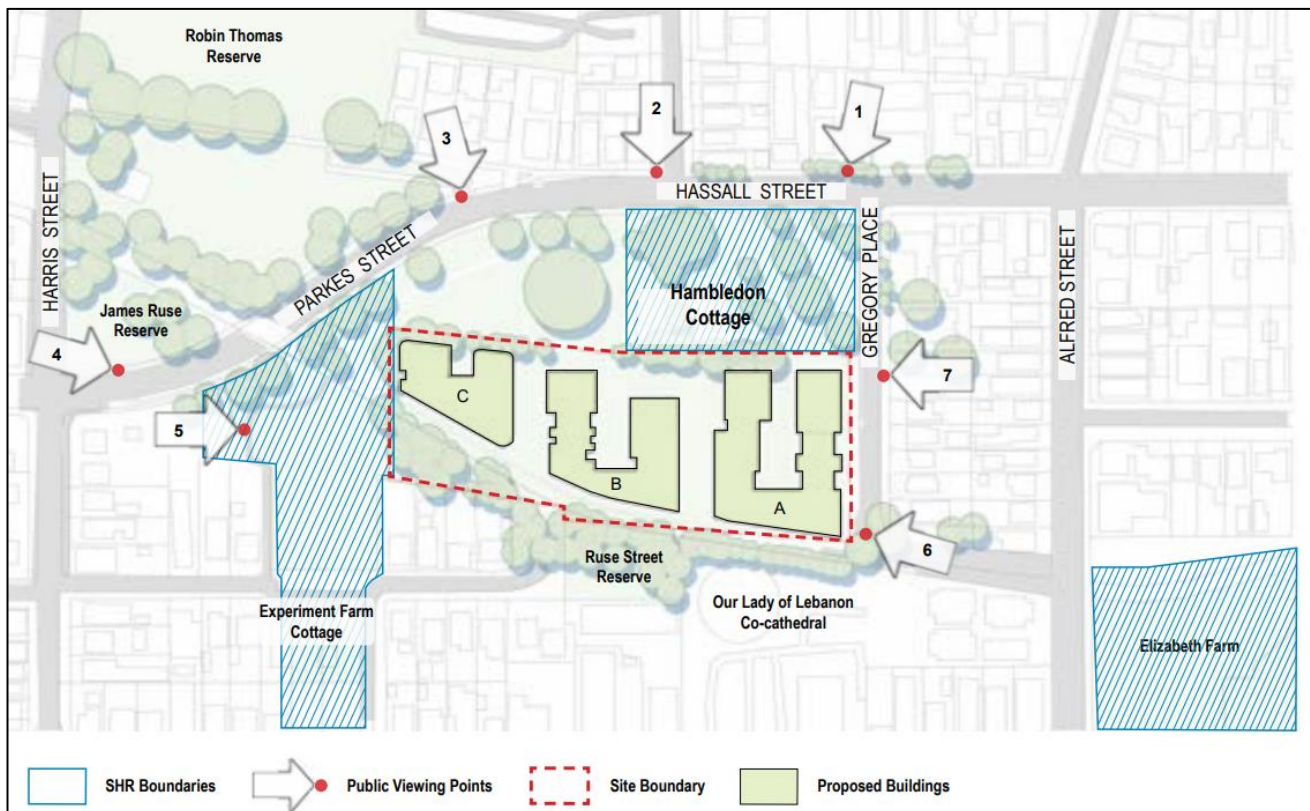 Robin Thomas
Reserve
2
1
3
HASSALL STREET
HARRIS STREET
PARKES STREET
GREGORY PLACE
ALFRED STREET
Hambledon
Cottage
James Ruse
Reserve
4
7
C
5
B
A
6
Ruse Street
Reserve
Our Lady of Lebanon
Co-cathedral
Experiment Farm
Cottage
Elizabeth Farm
SHR Boundaries
Public Viewing Points
Site Boundary
Proposed Buildings